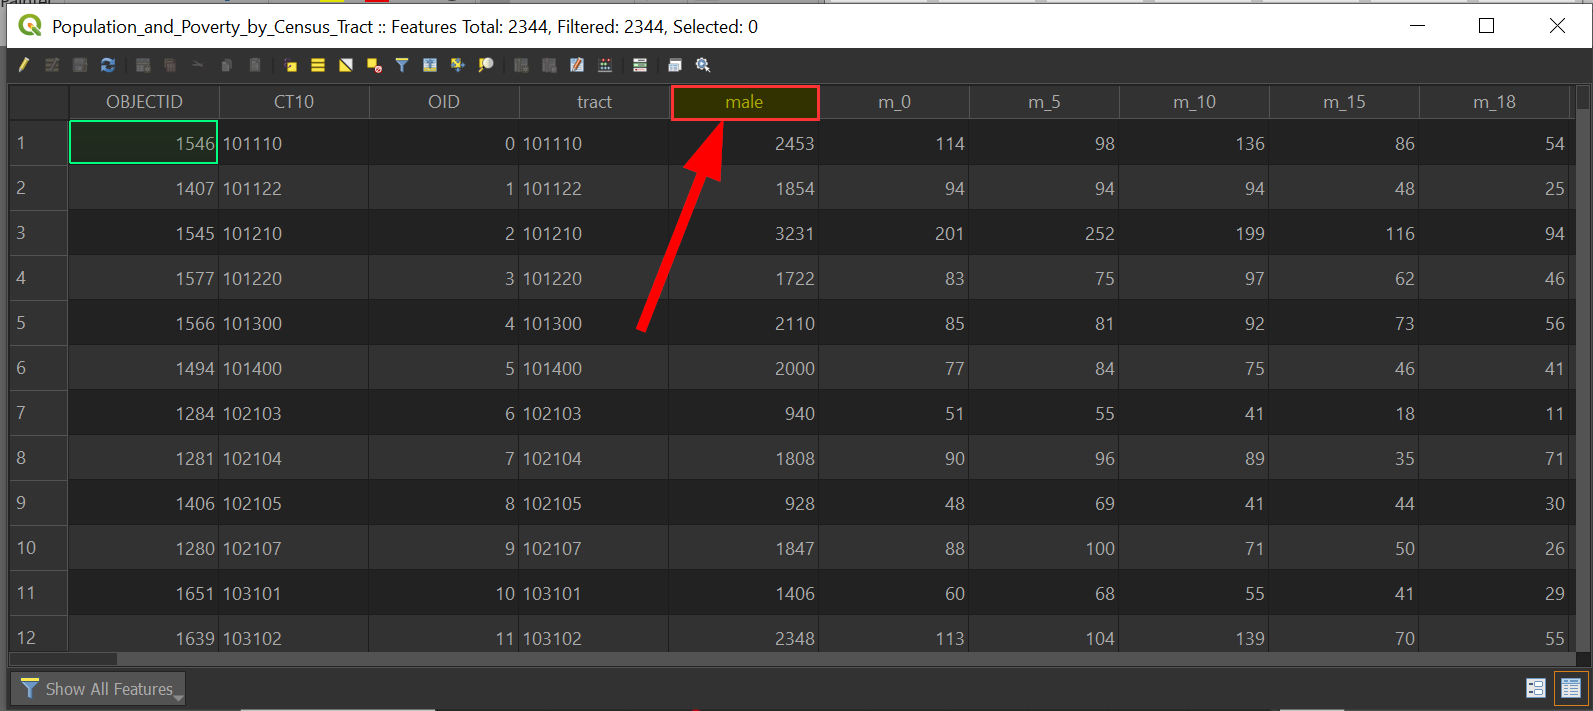 Population_and_Poverty_by_Census_Tract :: Features Total: 2344, Filtered: 2344, Selected: 0
OBJECTID CT10 OID tract male m_0 m_5 m_10 m_15 m_18
1 1546 101110 0 101110 2453 114 98 136 86 54
2 1407 101122 1 101122 1854 94 94 94 48 25
3 1545 101210 2 101210 3231 201 252 199 116 94
4 1577 101220 3 101220 1722 83 75 97 62 46
5 1566 101300 4 101300 2110 85 81 92 73 56
6 1494 101400 5 101400 2000 77 84 75 46 41
7 1284 102103 6 102103 940 51 55 41 18 11
8 1281 102104 7 102104 1808 90 96 89 35 71
9 1406 102105 8 102105 928 48 69 41 44 30
10 1280 102107 9 102107 1847 88 100 71 50 26
11 1651 103101 10 103101 1406 60 68 55 41 29
12 1639 103102 11 103102 2348 113 104 139 70 55
Show All Features